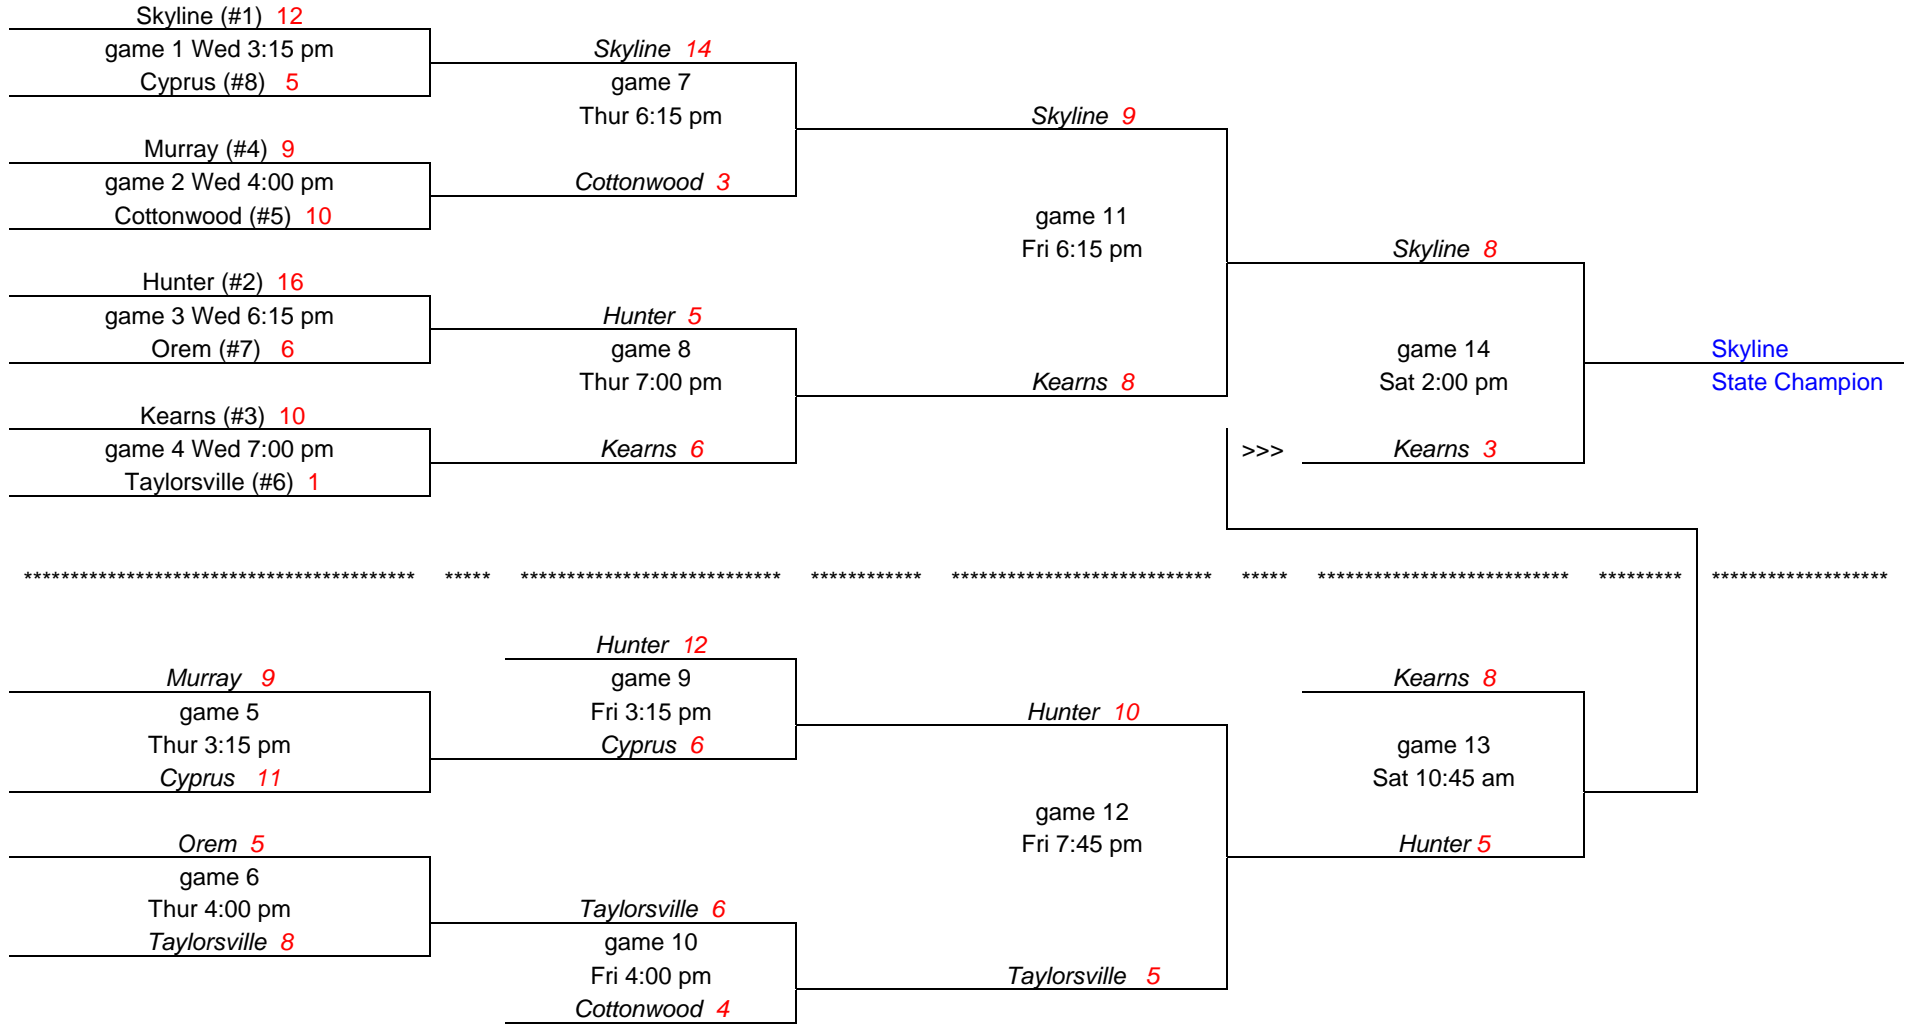 Skyline (#1) 12
game 1 Wed 3:15 pm
Cyprus (#8) 5
Murray (#4) 9
game 2 Wed 4:00 pm
Cottonwood (#5) 10
Hunter (#2) 16
game 3 Wed 6:15 pm
Orem (#7) 6
Kearns (#3) 10
game 4 Wed 7:00 pm
Taylorsville (#6) 1
Skyline 14
game 7
Thur 6:15 pm
Cottonwood 3
Hunter 5
game 8
Thur 7:00 pm
Kearns 6
Skyline 9
game 11
Fri 6:15 pm
Kearns 8
Skyline 8
game 14
Sat 2:00 pm
>>> Kearns 3
Skyline
State Champion
****************************************** ***** **************************** ************ **************************** ***** *************************** ********* *******************
Murray 9
game 5
Thur 3:15 pm
Cyprus 11
Orem 5
game 6
Thur 4:00 pm
Taylorsville 8
Hunter 12
game 9
Fri 3:15 pm
Cyprus 6
Taylorsville 6
game 10
Fri 4:00 pm
Cottonwood 4
Hunter 10
game 12
Fri 7:45 pm
Taylorsville 5
Kearns 8
game 13
Sat 10:45 am
Hunter 5